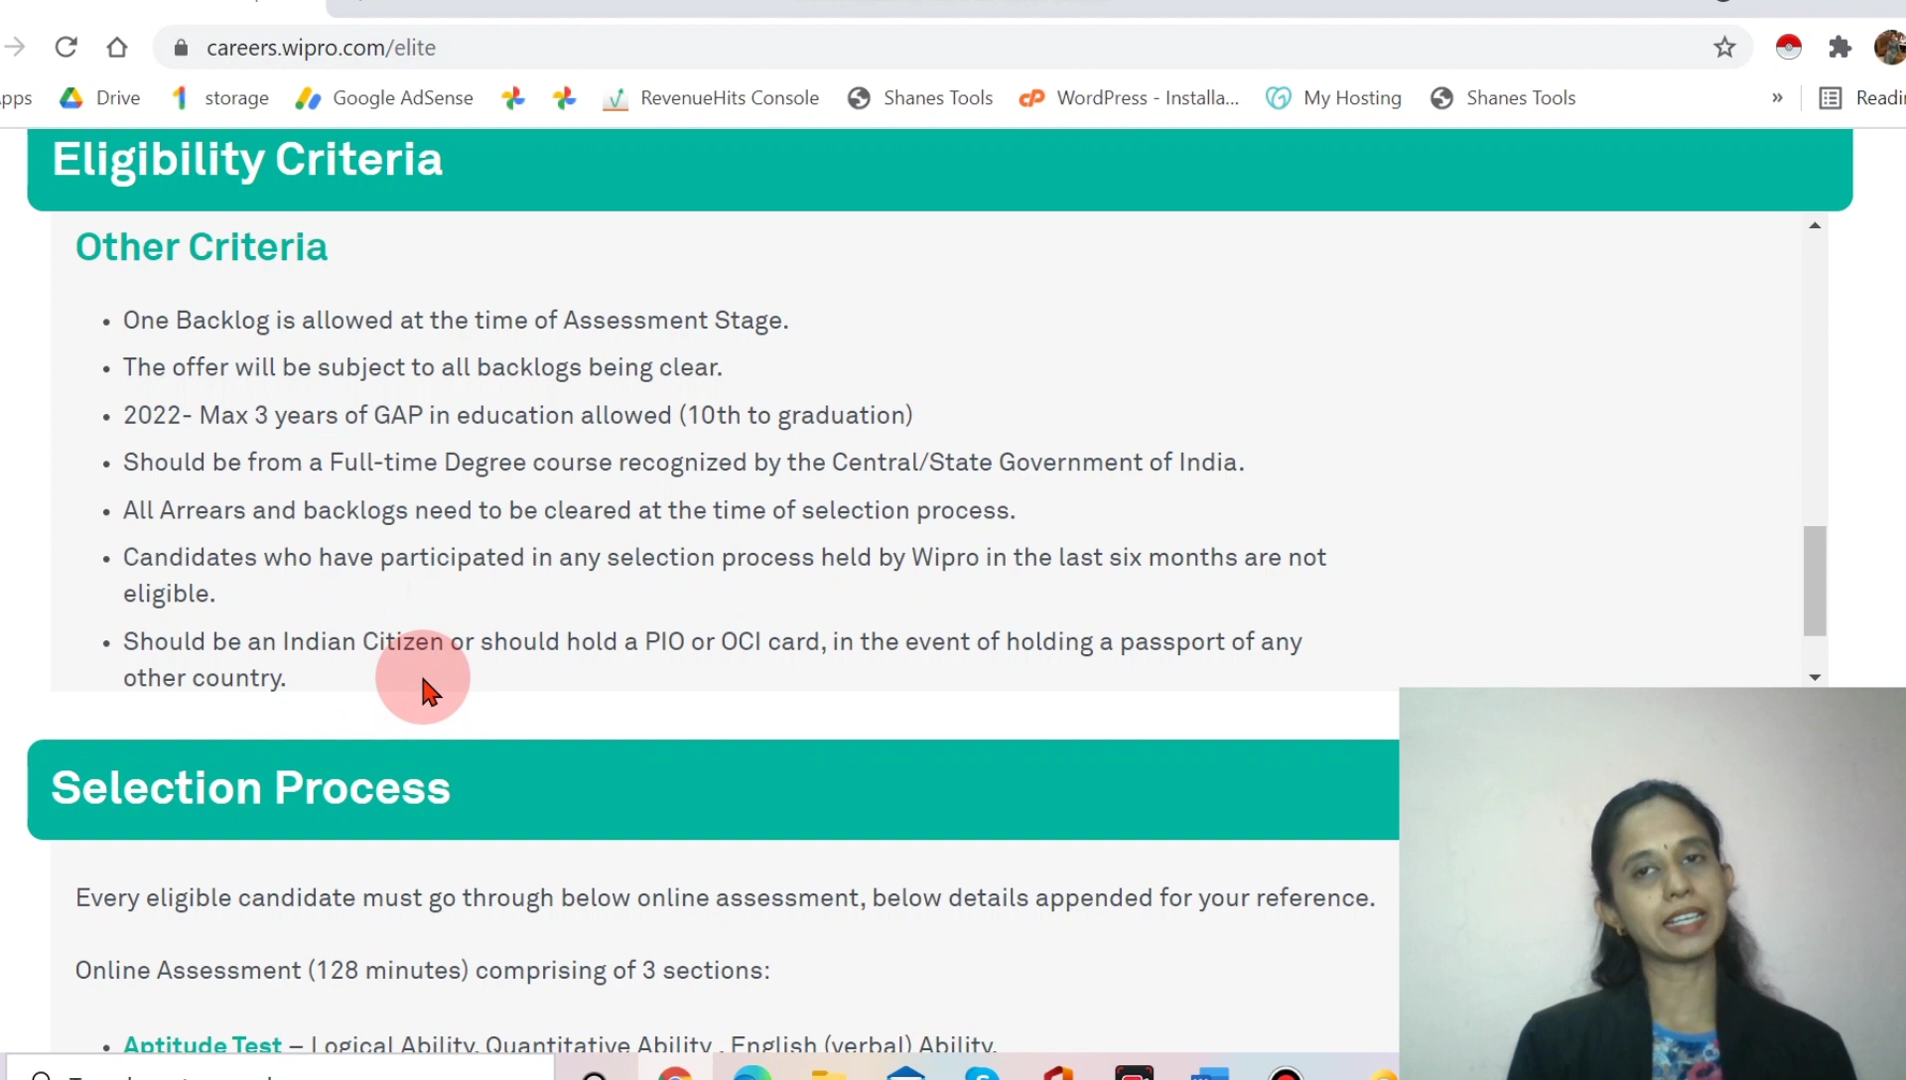 careers.wipro.com/elite
Drive
storage
Google AdSense
RevenueHits Console
Shanes Tools
WordPress - Installa...
My Hosting
Shanes Tools
»
Eligibility Criteria
Other Criteria
• One Backlog is allowed at the time of Assessment Stage.
• The offer will be subject to all backlogs being clear.
• 2022- Max 3 years of GAP in education allowed (10th to graduation)
• Should be from a Full-time Degree course recognized by the Central/State Government of India.
• All Arrears and backlogs need to be cleared at the time of selection process.
• Candidates who have participated in any selection process held by Wipro in the last six months are not
eligible.
• Should be an Indian Citizen or should hold a PIO or OCI card, in the event of holding a passport of any
other country.
Selection Process
Every eligible candidate must go through below online assessment, below details appended for your reference.
Online Assessment (128 minutes) comprising of 3 sections:
• Aptitude Test – Logical Ability, Quantitative Ability , English (verbal) Ability.